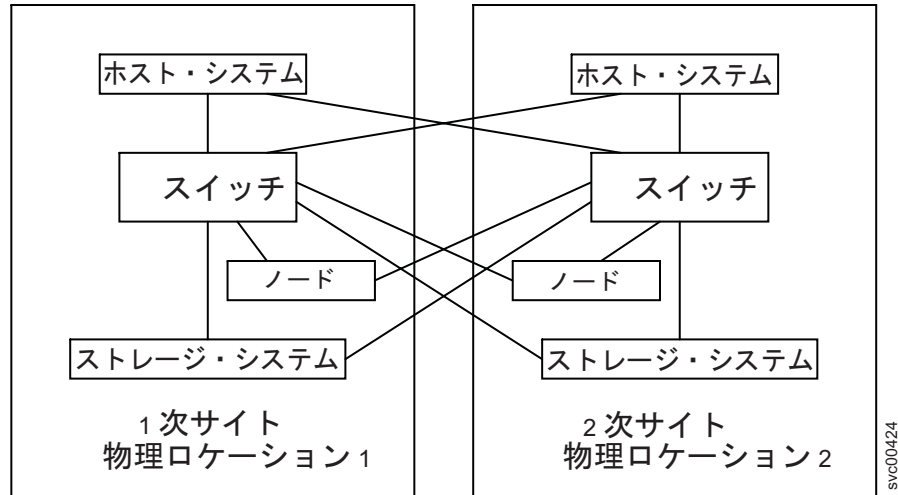 ホスト・システム
スイッチ
ノード
ストレージ・システム
1 次サイト
物理ロケーション 1
ホスト・システム
スイッチ
ノード
ストレージ・システム
2 次サイト
物理ロケーション 2
svc00424